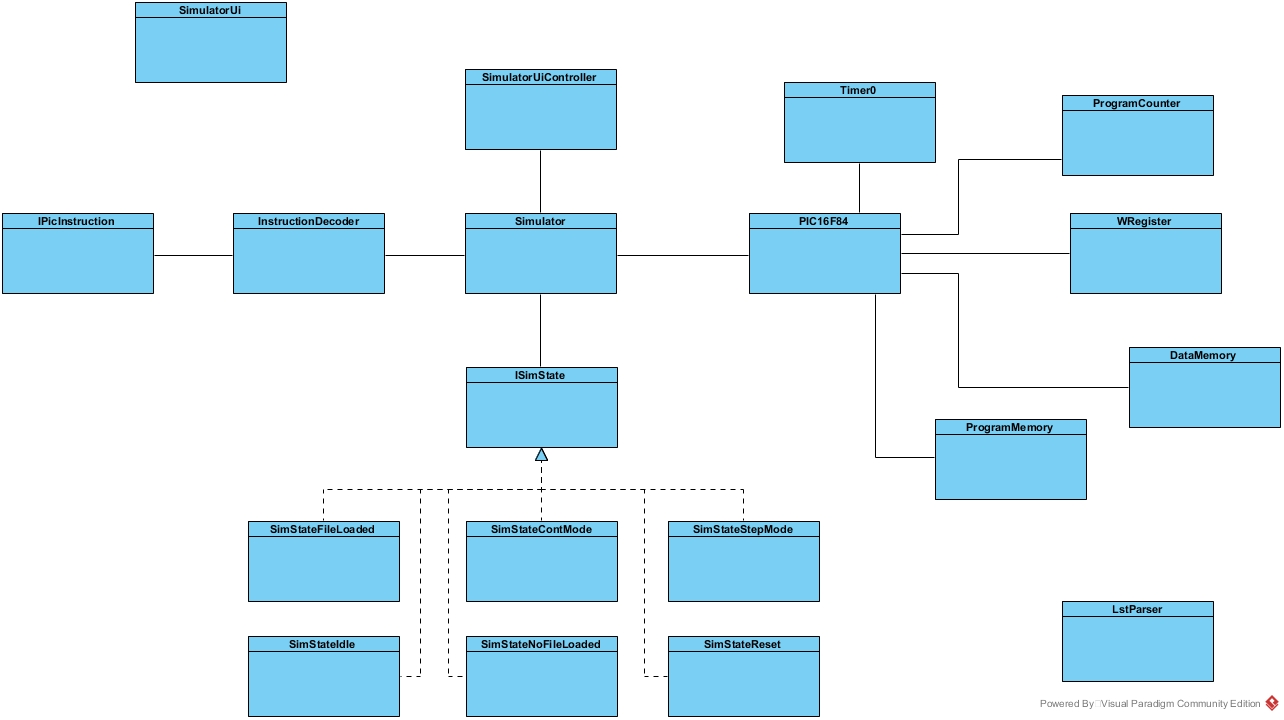 SimulatorUi
SimulatorUiController
Timer0
ProgramCounter
IPicInstruction
InstructionDecoder
Simulator
PIC16F84
WRegister
DataMemory
ISimState
ProgramMemory
SimStateFileLoaded
SimStateContMode
SimStateStepMode
LstParser
SimStateIdle
SimStateNoFileLoaded
SimStateReset
Powered By Visual Paradigm Community Edition